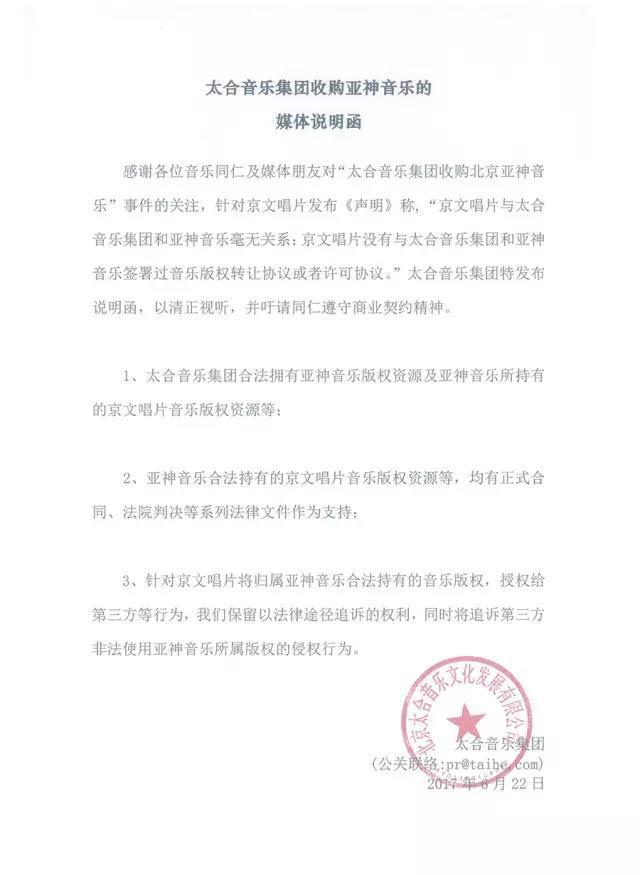 太合音乐集团收购亚神音乐的
媒体说明函
感谢各位音乐同仁及媒体朋友对“太合音乐集团收购北京亚神音
乐”事件的关注，针对京文唱片发布《声明》称，“京文唱片与太合
音乐集团和亚神音乐毫无关系；京文唱片没有与太合音乐集团和亚神
音乐签署过音乐版权转让协议或者许可协议。”太合音乐集团特发布
说明函，以清正视听，并吁请同仁遵守商业契约精神。
1、太合音乐集团合法拥有亚神音乐版权资源及亚神音乐所持有
的京文唱片音乐版权资源等；
2、亚神音乐合法持有的京文唱片音乐版权资源等，均有正式合
同、法院判决等系列法律文件作为支持；
3、针对京文唱片将归属亚神音乐合法持有的音乐版权，授权给
第三方等行为，我们保留以法律途径追诉的权利，同时将追诉第三方
非法使用亚神音乐所属版权的侵权行为。
北京太合音乐文化发展有限公司
太合音乐集团
(公关联络:pr@taihe.com)
2017年6月22日